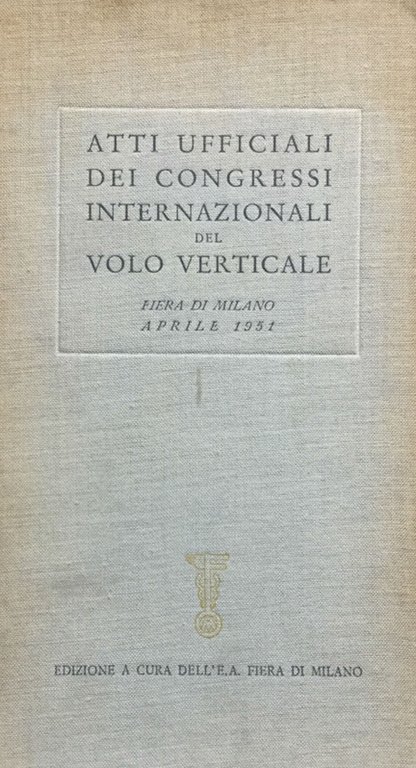 ATTI UFFICIALI
DEI CONGRESSI
INTERNAZIONALI
DEL
VOLO VERTICALE
FIERA DI MILANO
APRILE 1951
EDIZIONE A CURA DELL'E.A. FIERA DI MILANO